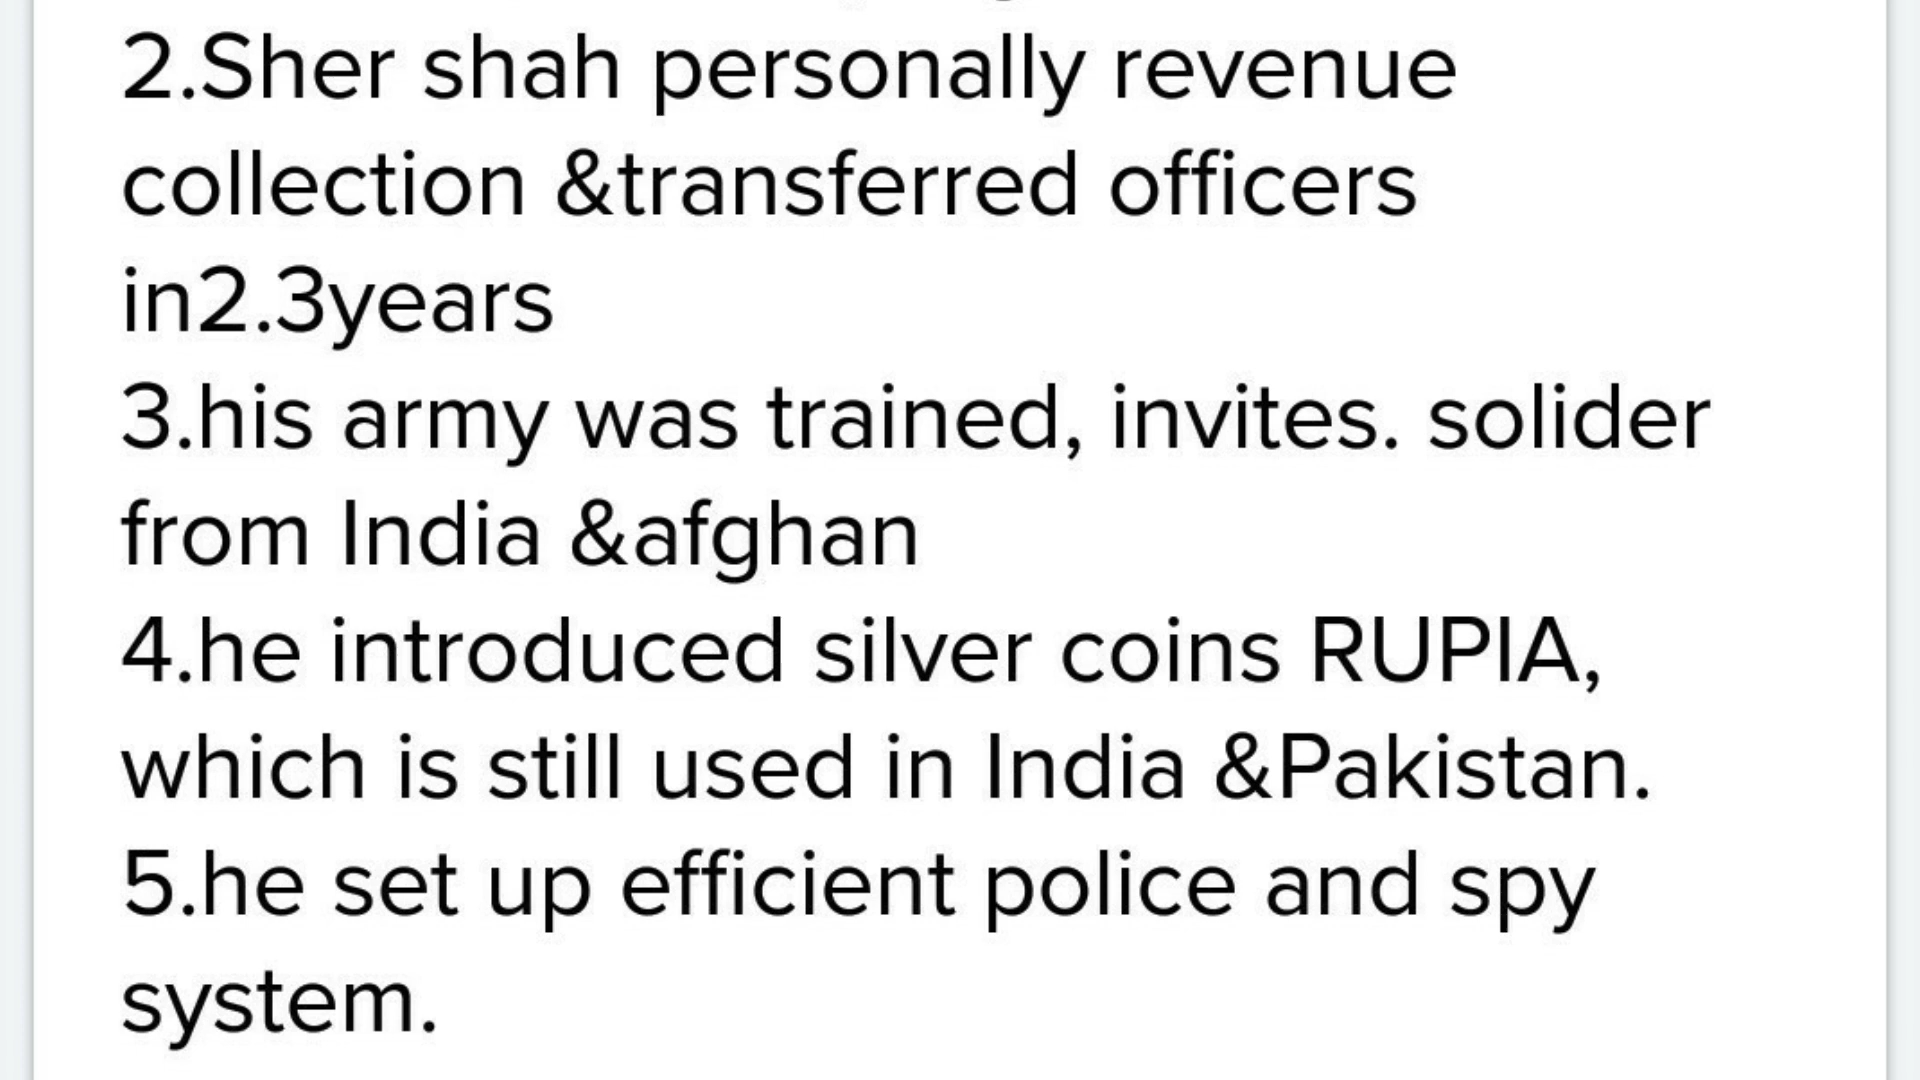 2.Sher shah personally revenue
collection &transferred officers
in2.3years
3.his army was trained, invites. solider
from India &afghan
4.he introduced silver coins RUPIA,
which is still used in India &Pakistan.
5.he set up efficient police and spy
system.